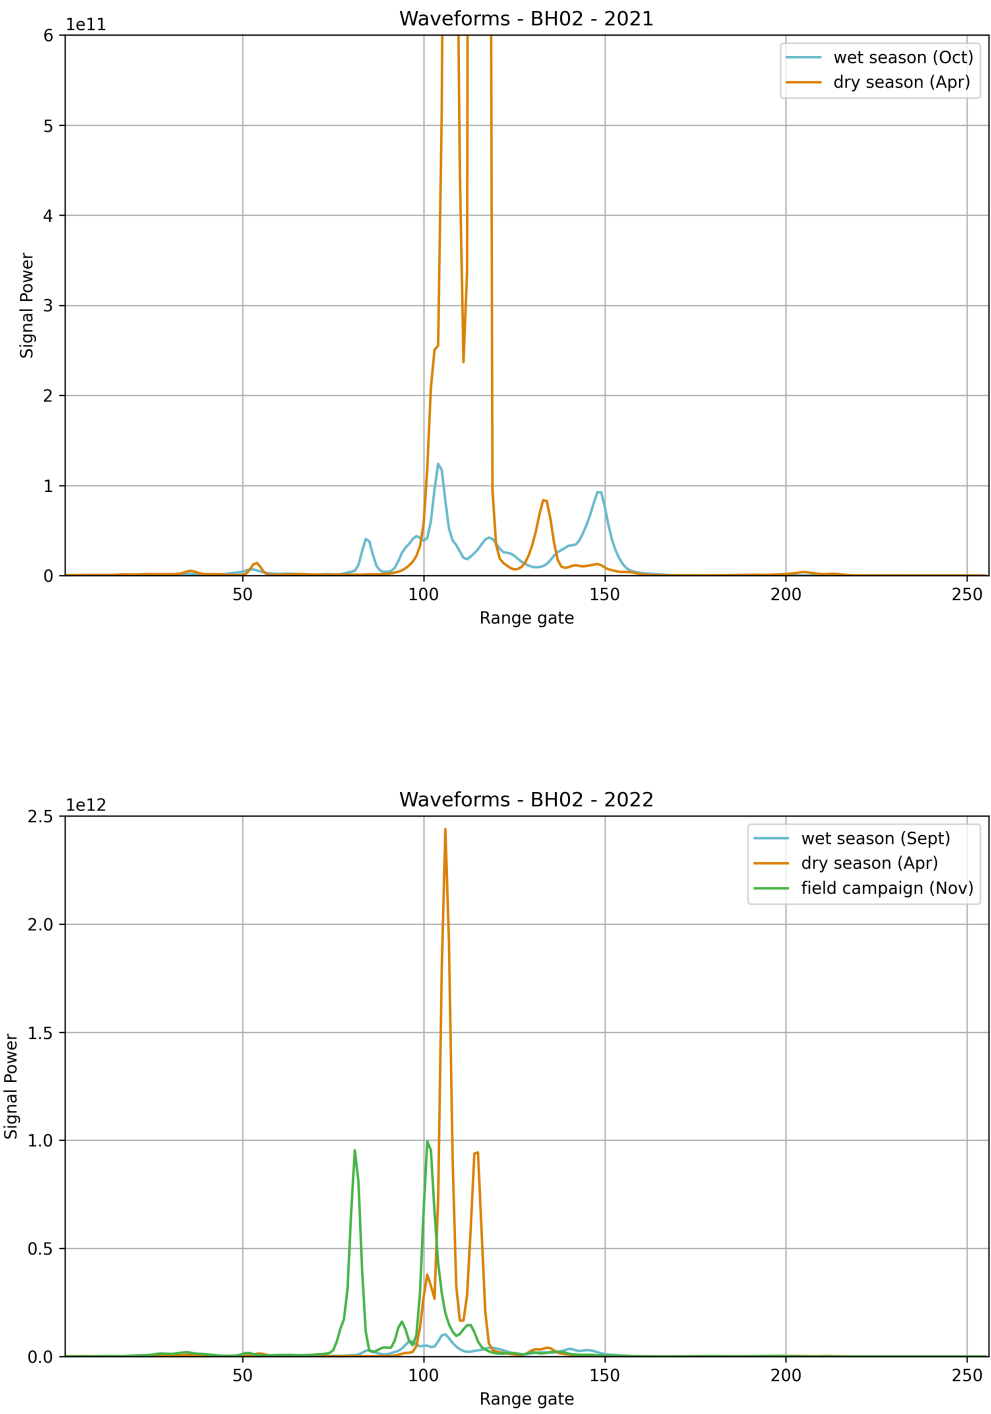 Waveforms - BH02 - 2021
1e11
6
5
4
3
2
1
0
Signal Power
wet season (Oct)
dry season (Apr)
50 100 150 200 250
Range gate
Waveforms - BH02 - 2022
1e12
2.5
2.0
1.5
1.0
0.5
0.0
Signal Power
wet season (Sept)
dry season (Apr)
field campaign (Nov)
50 100 150 200 250
Range gate